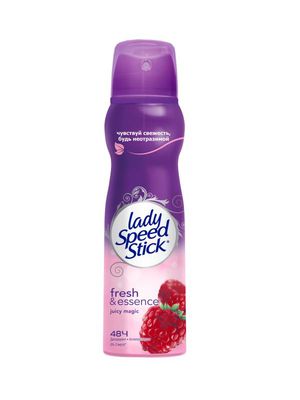 чувствуй свежесть,
будь неотразимой
lady
Speed
Stick
fresh
& essence
juicy magic
48Ч